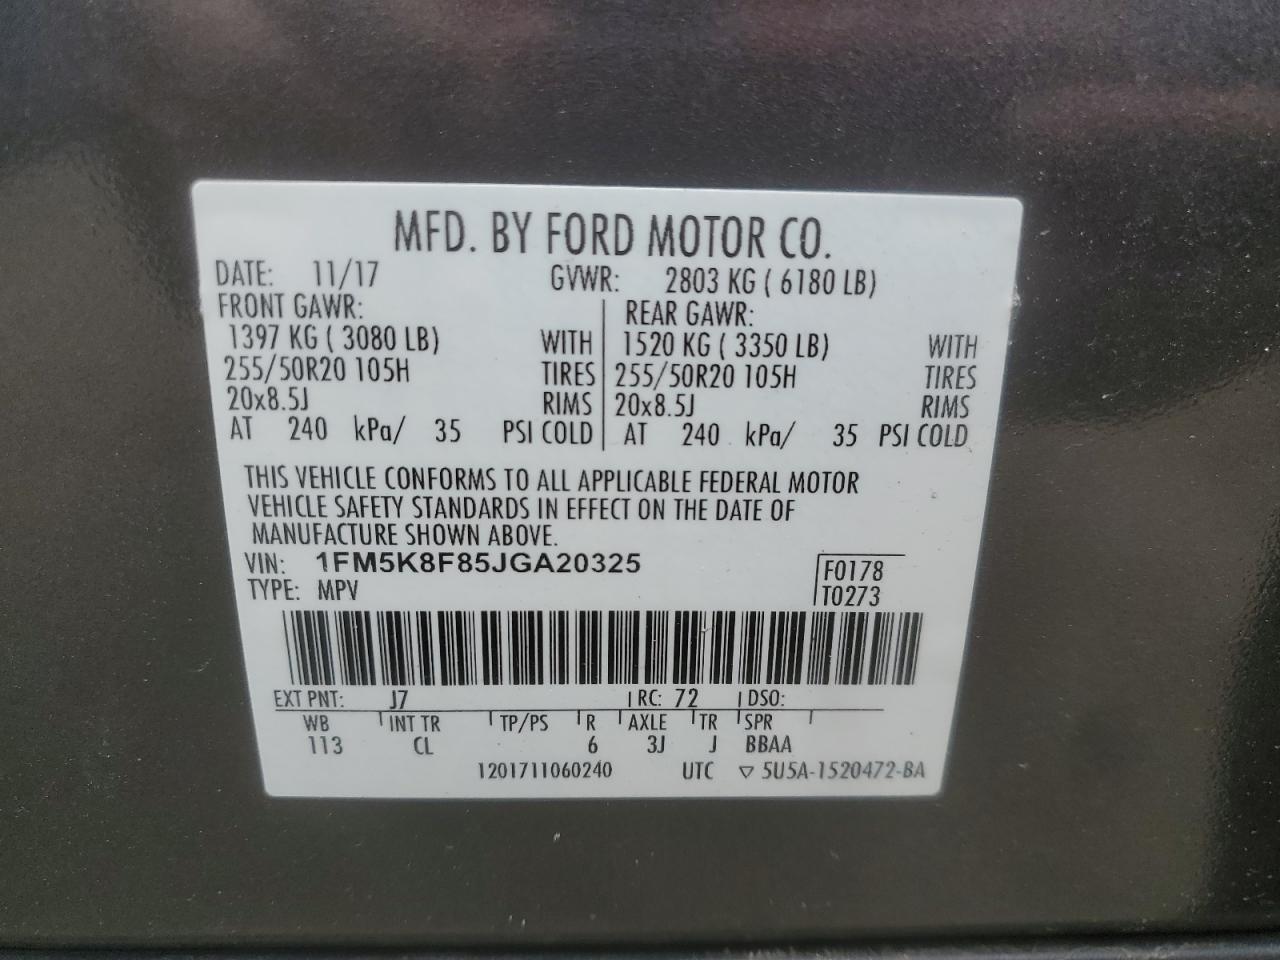 MFD. BY FORD MOTOR CO.
DATE: 11/17 GVWR: 2803 KG ( 6180 LB)
FRONT GAWR: REAR GAWR:
1397 KG ( 3080 LB) WITH 1520 KG ( 3350 LB) WITH
255/50R20 105H TIRES 255/50R20 105H TIRES
20x8.5J RIMS 20x8.5J RIMS
AT 240 kPa/ 35 PSI COLD AT 240 kPa/ 35 PSI COLD
THIS VEHICLE CONFORMS TO ALL APPLICABLE FEDERAL MOTOR
VEHICLE SAFETY STANDARDS IN EFFECT ON THE DATE OF
MANUFACTURE SHOWN ABOVE.
VIN: 1FM5K8F85JGA20325 F0178
TYPE: MPV T0273
EXT PNT: J7 RC: 72 DSO:
WB INT TR TP/PS R AXLE TR SPR
113 CL 6 3J J BBAA
1201711060240 UTC ▽ 5U5A-1520472-BA